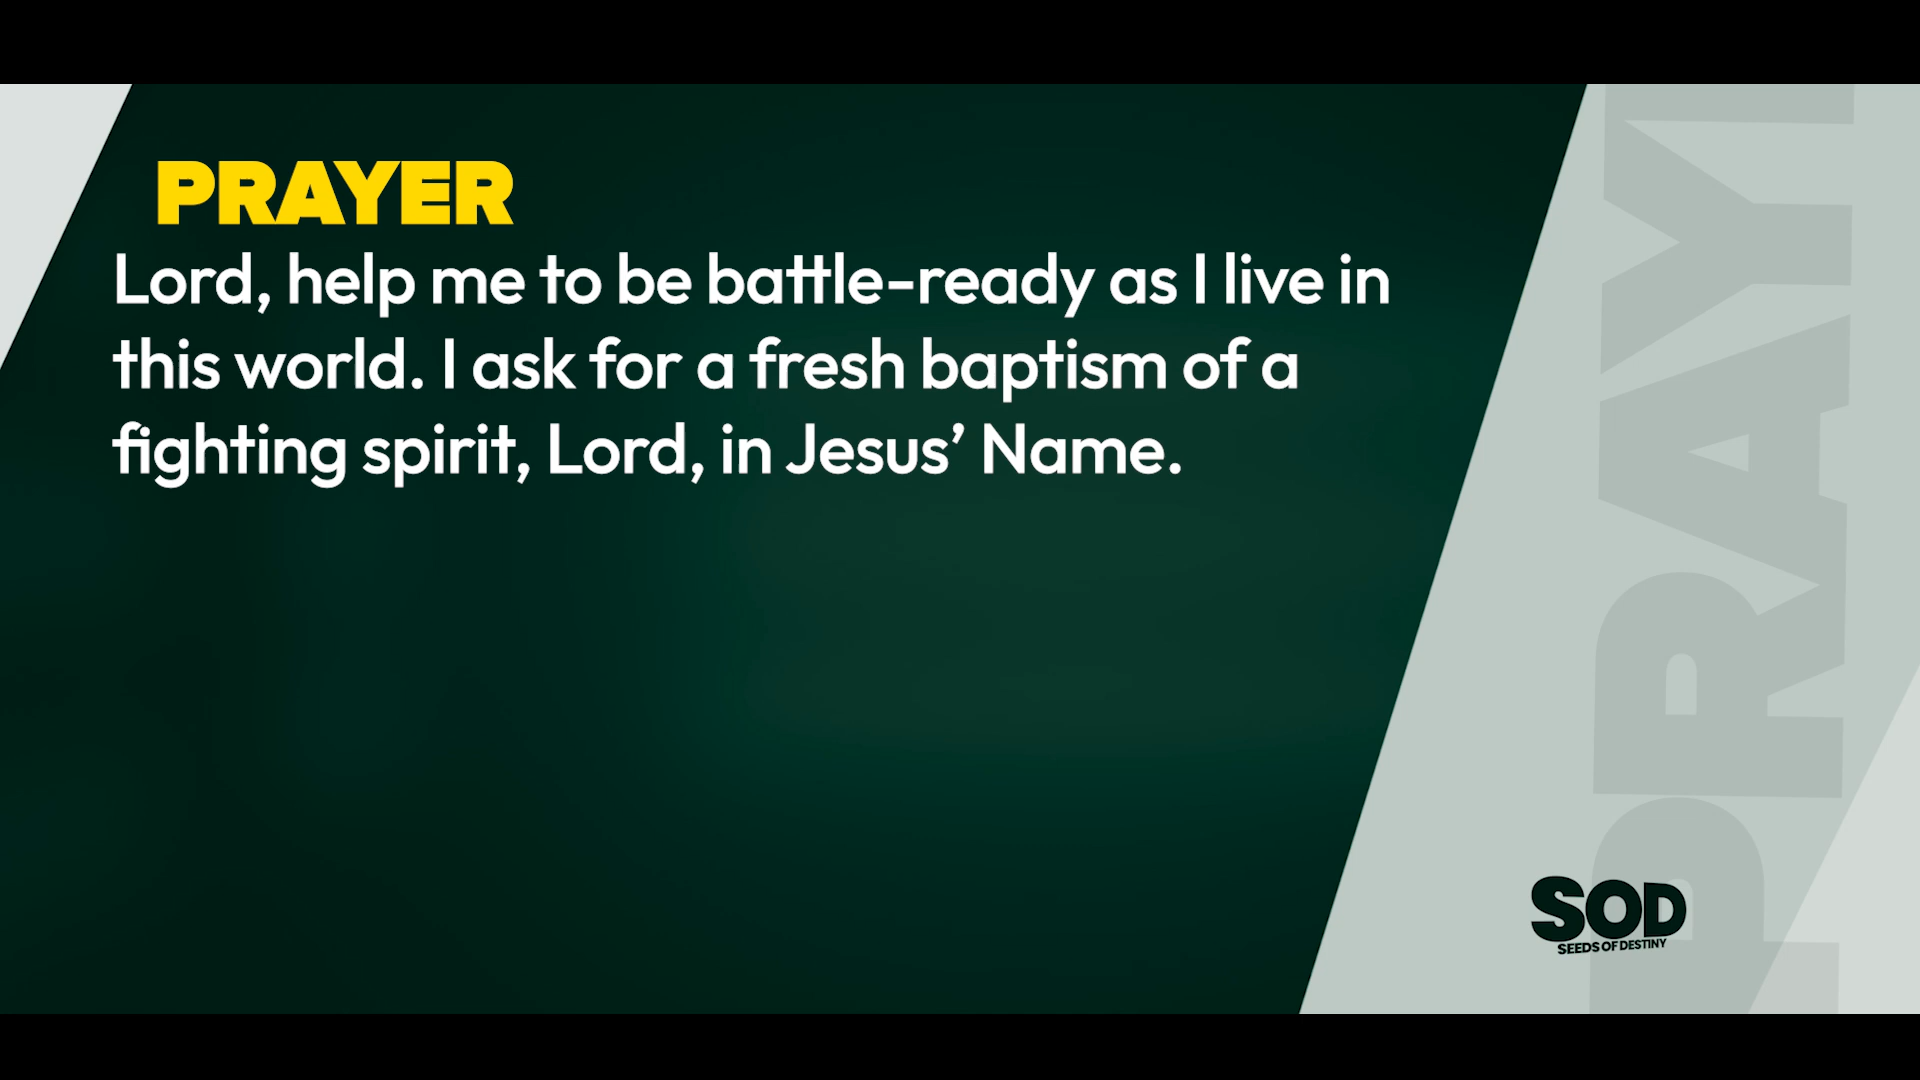 PRAYER
Lord, help me to be battle-ready as I live in
this world. I ask for a fresh baptism of a
fighting spirit, Lord, in Jesus’ Name.
PRAY
SOD
SEEDS OF DESTINY